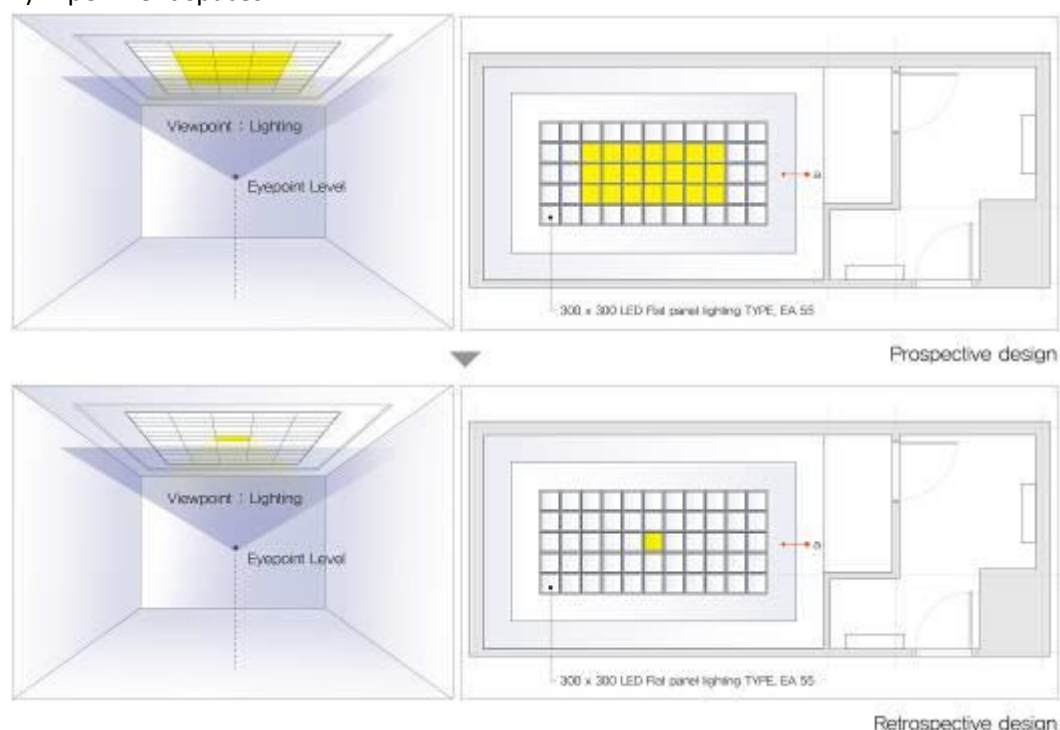 Viewpoint : Lighting
Eyepoint Level
a
300 x 300 LED Flat panel lighting TYPE, EA 55
Prospective design
Viewpoint : Lighting
Eyepoint Level
a
300 x 300 LED Flat panel lighting TYPE, EA 55
Retrospective design